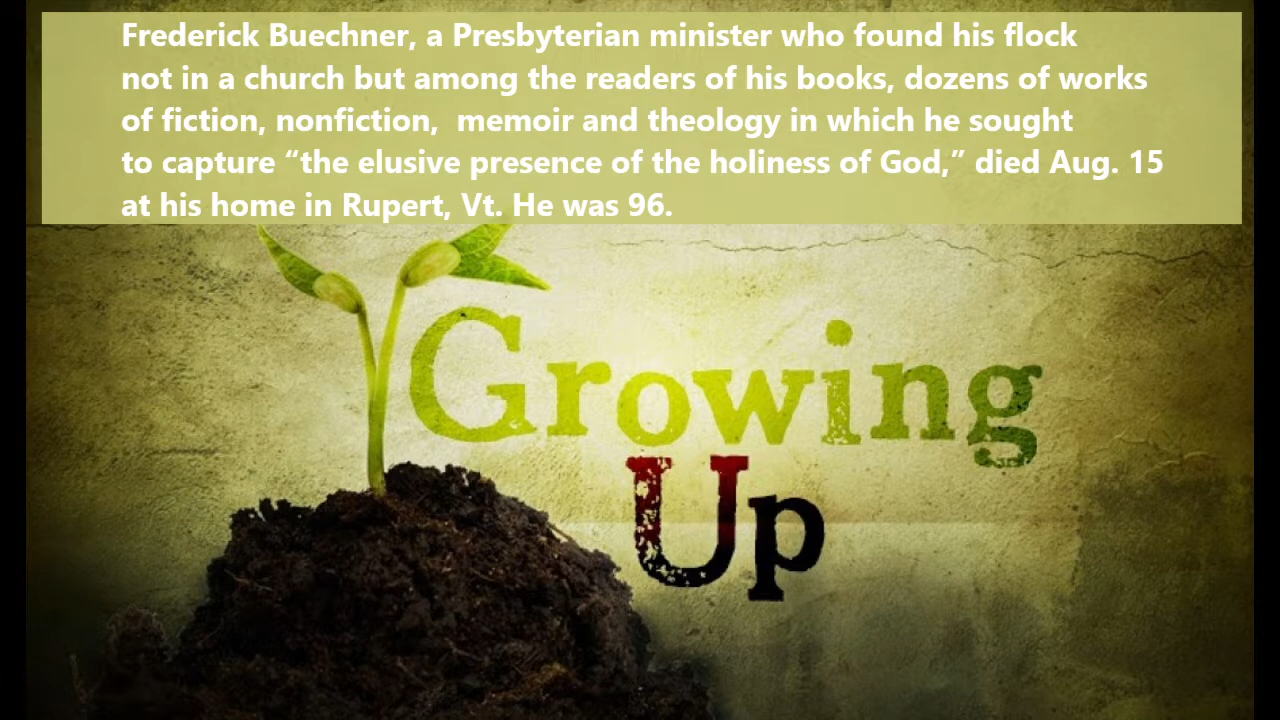 Frederick Buechner, a Presbyterian minister who found his flock
not in a church but among the readers of his books, dozens of works
of fiction, nonfiction,  memoir and theology in which he sought
to capture “the elusive presence of the holiness of God,” died Aug. 15
at his home in Rupert, Vt. He was 96.
Growing
Up